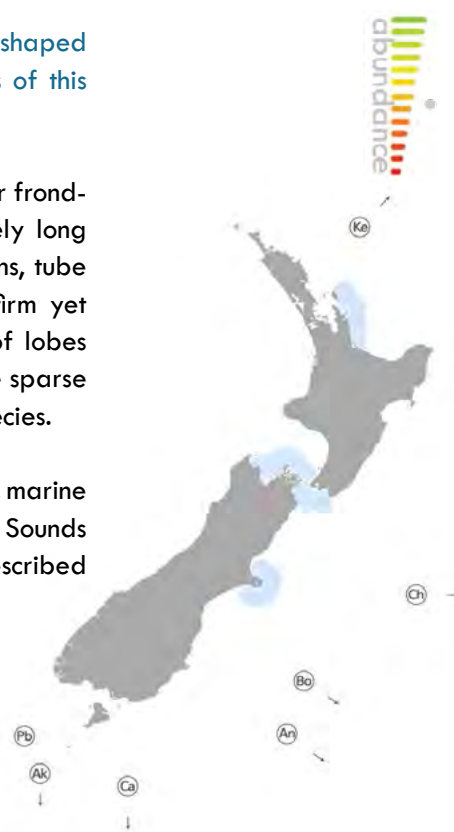 shaped
of this
frond-
ely long
ns, tube
firm yet
of lobes
sparse
cies.
marine
Sounds
scribed
abundance
Ke
Ch
Bo
An
Pb
Ak
Ca